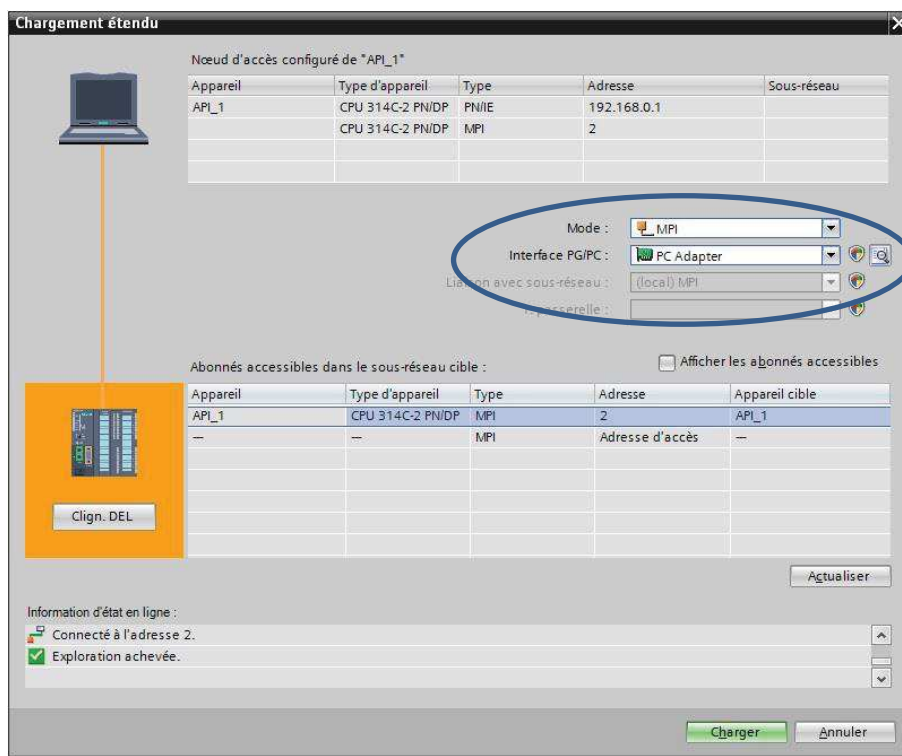 Chargement étendu
Nœud d'accès configuré de "API_1"
Appareil Type d'appareil Type Adresse Sous-réseau
API_1 CPU 314C-2 PN/DP PN/IE 192.168.0.1
CPU 314C-2 PN/DP MPI 2
Mode : MPI
Interface PG/PC : PC Adapter
Liaison avec sous-réseau : (local) MPI
passerelle :
Abonnés accessibles dans le sous-réseau cible : Afficher les abonnés accessibles
Appareil Type d'appareil Type Adresse Appareil cible
API_1 CPU 314C-2 PN/DP MPI 2 API_1
— — MPI Adresse d'accès —
Clign. DEL
Actualiser
Information d'état en ligne :
Connecté à l'adresse 2.
Exploration achevée.
Charger Annuler